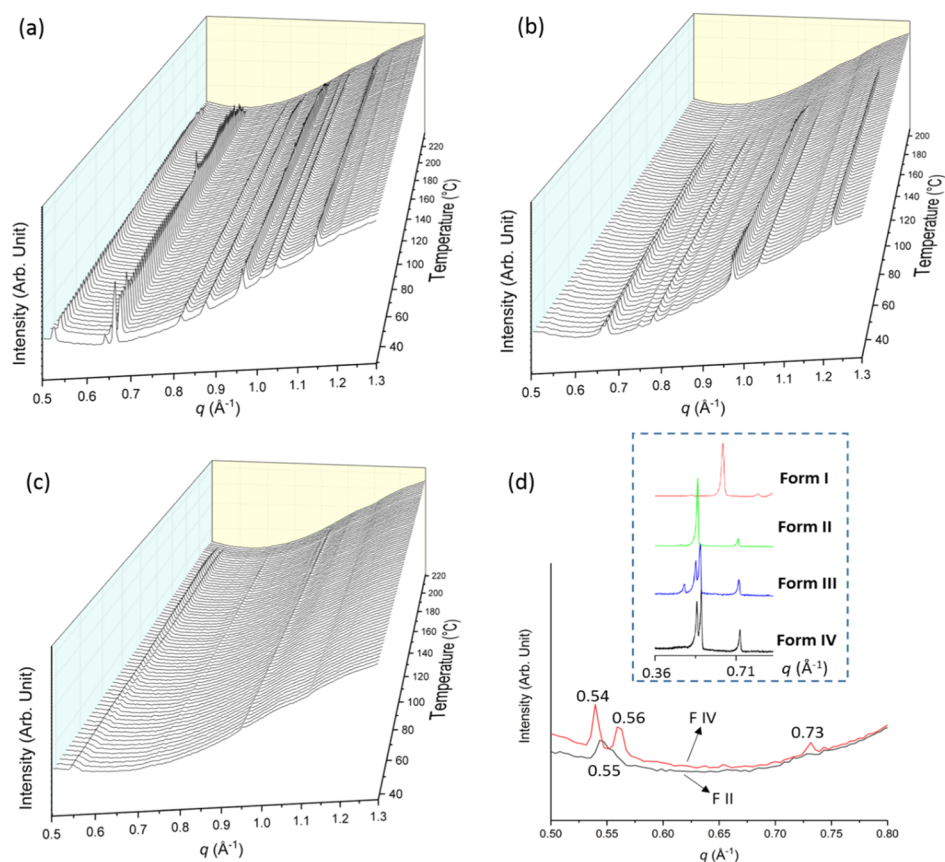 (a)
Intensity (Arb. Unit)
0.5 0.6 0.7 0.8 0.9 1.0 1.1 1.2 1.3
q (Å-1)
40
60
80
100
120
140
160
180
200
220
Temperature (°C)
(b)
Intensity (Arb. Unit)
0.5 0.6 0.7 0.8 0.9 1.0 1.1 1.2 1.3
q (Å-1)
40
60
80
100
120
140
160
180
200
Temperature (°C)
(c)
Intensity (Arb. Unit)
0.5 0.6 0.7 0.8 0.9 1.0 1.1 1.2 1.3
q (Å-1)
40
60
80
100
120
140
160
180
200
220
Temperature (°C)
(d)
Form I
Form II
Form III
Form IV
0.36 0.71 q (Å-1)
Intensity (Arb. Unit)
0.54
0.56
0.73
F IV
0.55
F II
0.50 0.55 0.60 0.65 0.70 0.75 0.80
q (Å-1)